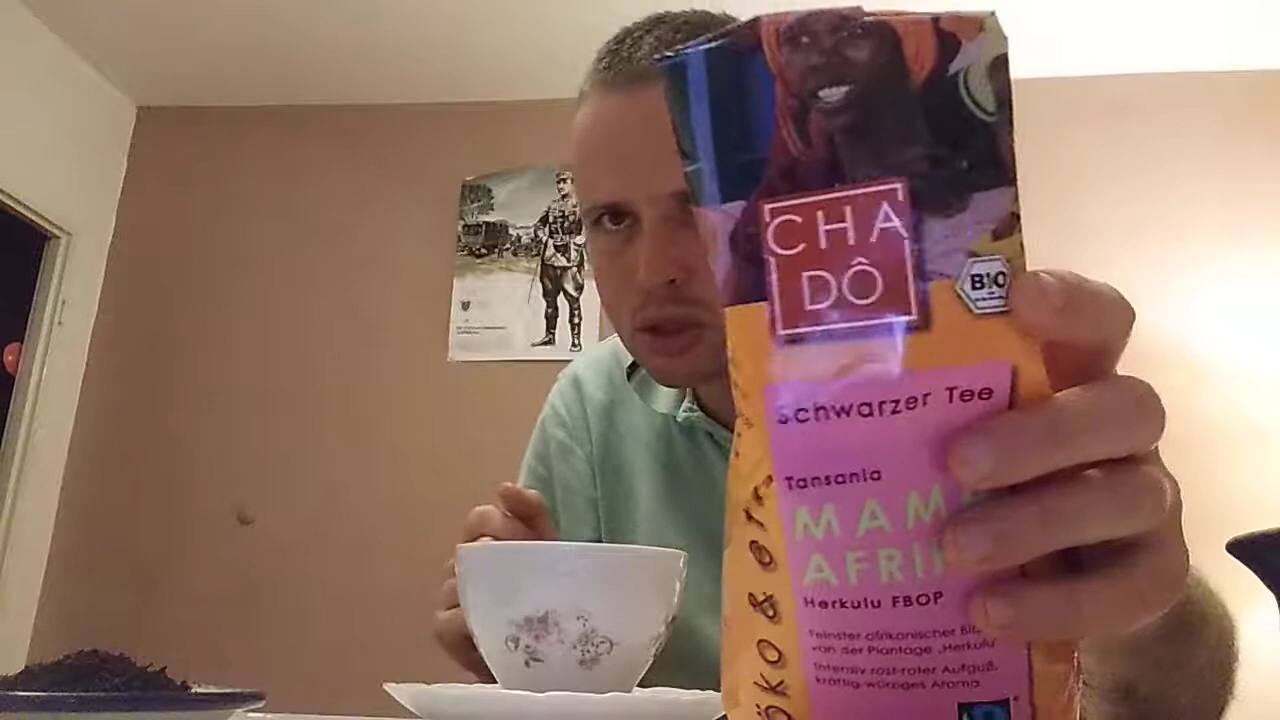 CHA
DÔ
BIO
Schwarzer Tee
Tansania
MAM
AFRI
Herkulu FBOP
Feinster afrikanischer
von der Plantage „Herkulu“
Intensiv rost-roter Aufguß,
kräftig-würziges Aroma
öko &